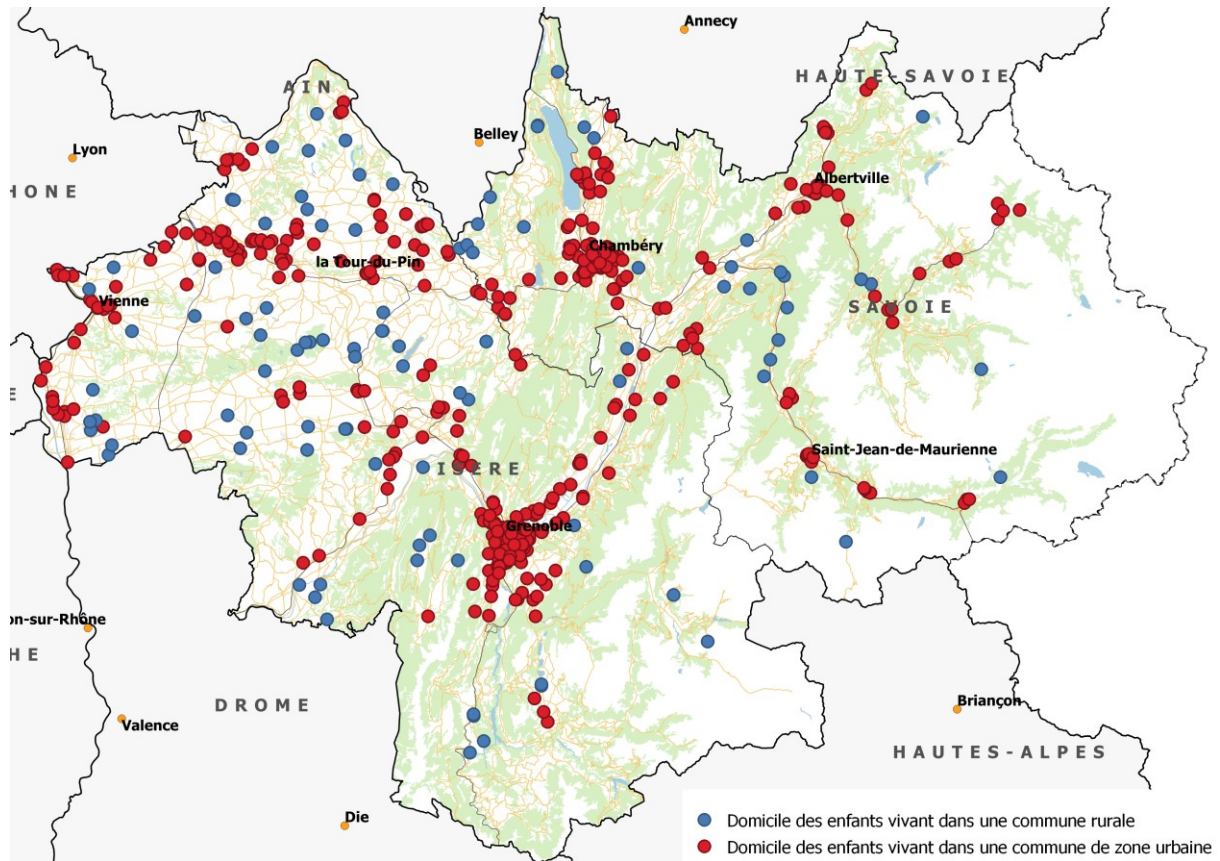 Annecy
HAUTE-SAVOIE
AIN
Belley
Lyon
HONE
Albertville
Chambéry
la Tour-du-Pin
Vienne
SAVOIE
E
Saint-Jean-de-Maurienne
ISERE
Grenoble
on-sur-Rhône
HE
DROME
Briançon
Valence
HAUTES-ALPES
Die
Domicile des enfants vivant dans une commune rurale
Domicile des enfants vivant dans une commune de zone urbaine